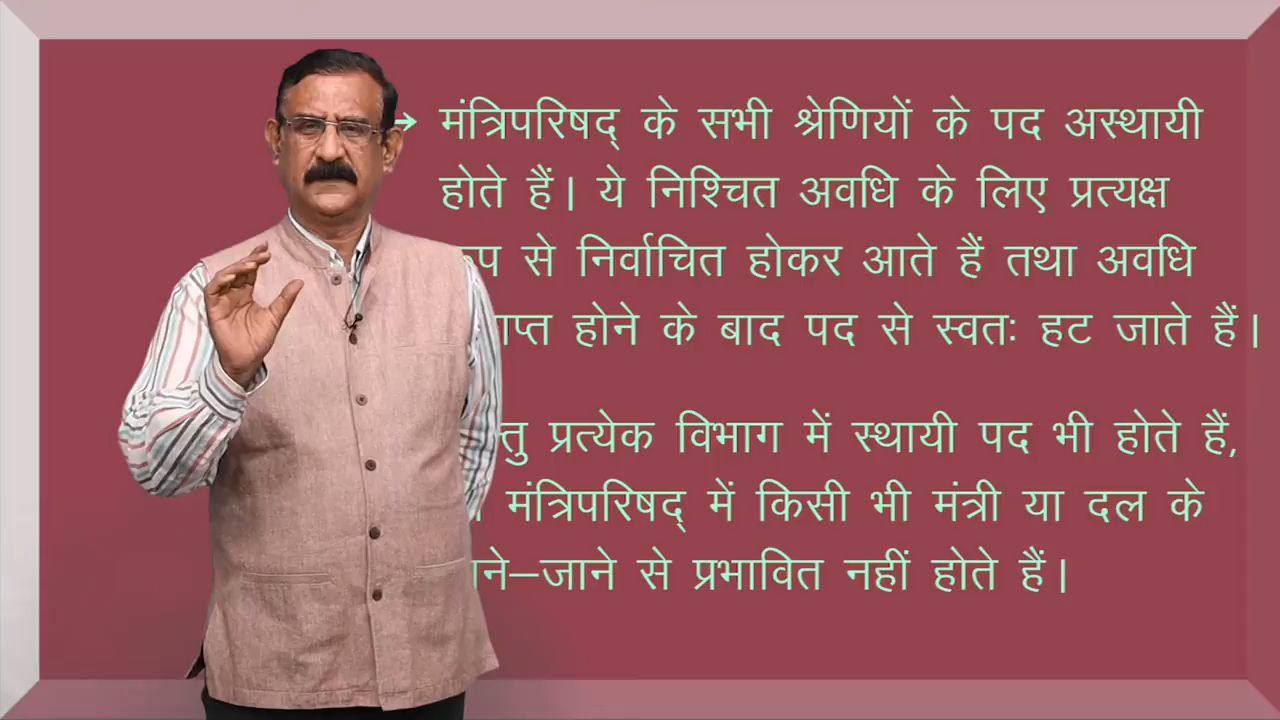 → मंत्रिपरिषद् के सभी श्रेणियों के पद अस्थायी
होते हैं। ये निश्चित अवधि के लिए प्रत्यक्ष
से निर्वाचित होकर आते हैं तथा अवधि
होने के बाद पद से स्वतः हट जाते हैं।
प्रत्येक विभाग में स्थायी पद भी होते हैं,
मंत्रिपरिषद् में किसी भी मंत्री या दल के
जाने से प्रभावित नहीं होते हैं।